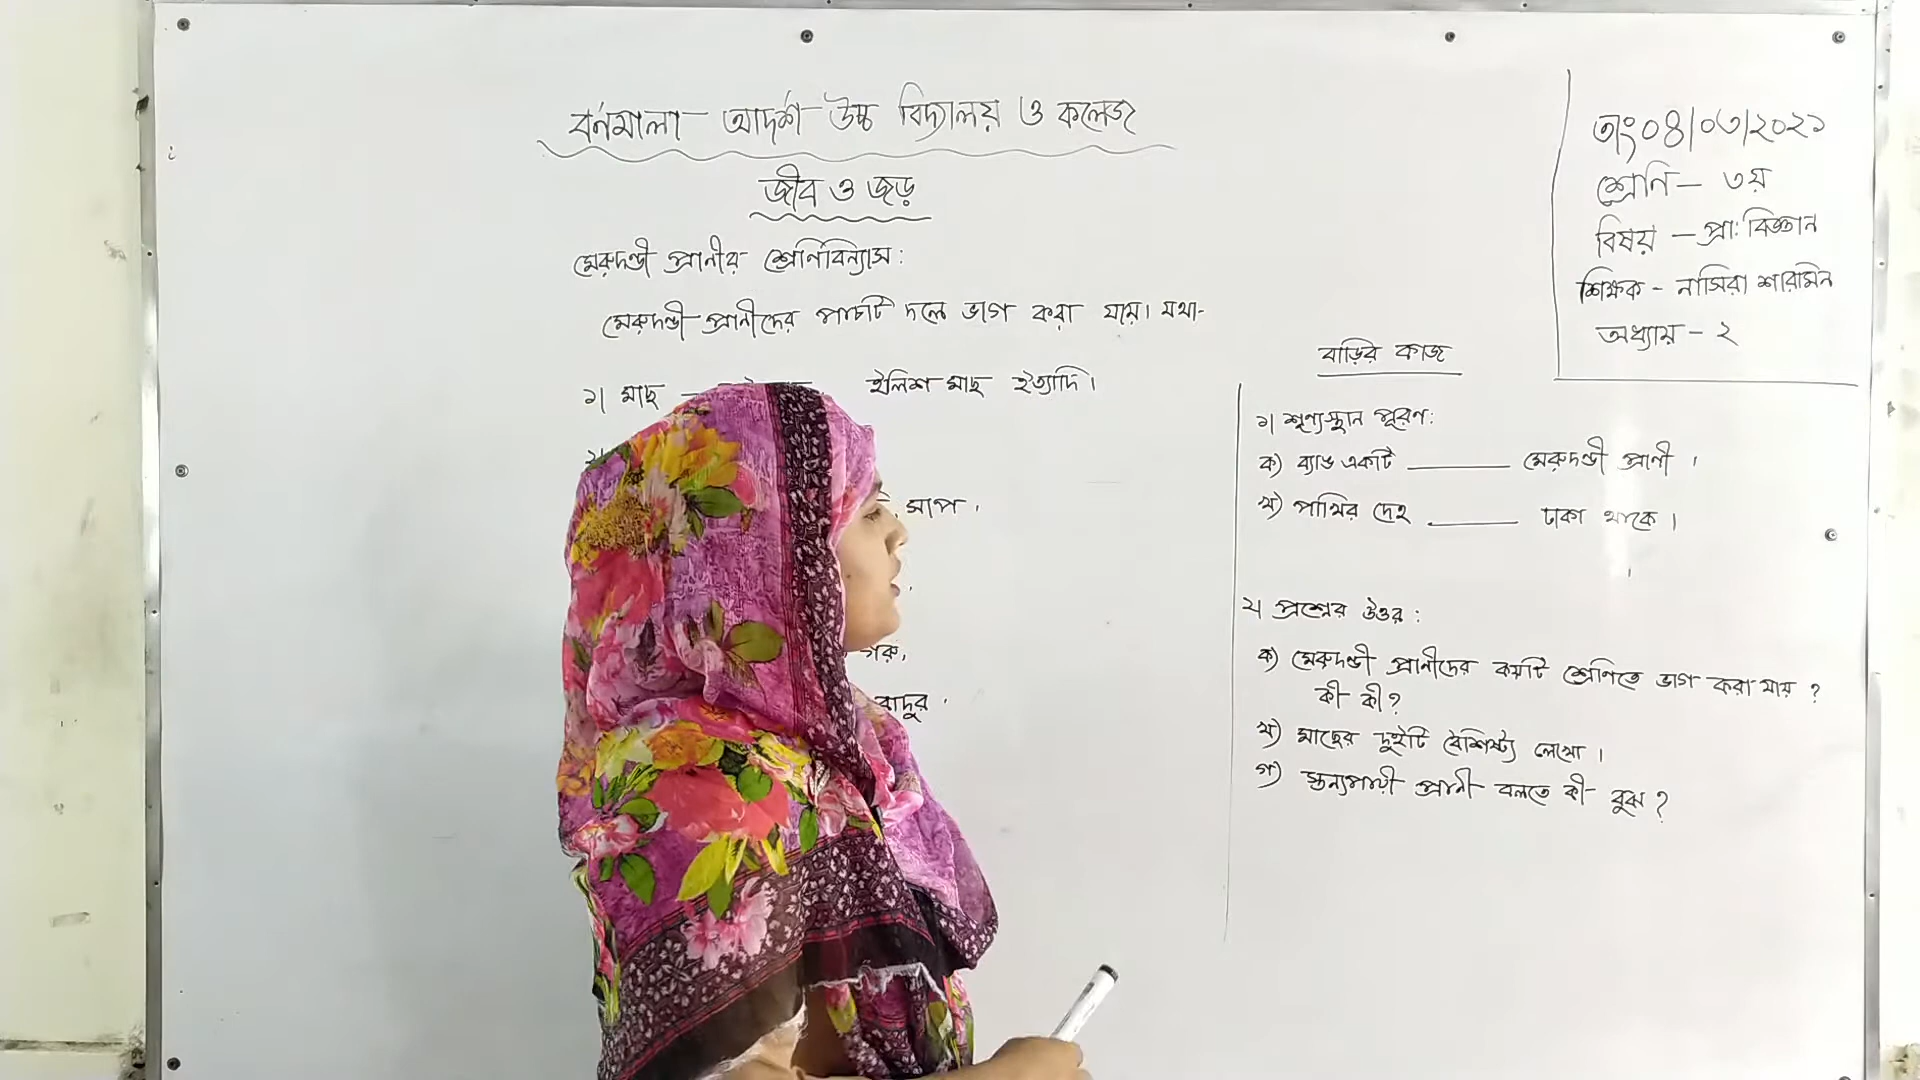 বর্ণমালা আদর্শ উচ্চ বিদ্যালয় ও কলেজ
জীব ও জড়
মেরুদণ্ডী প্রাণীর শ্রেণিবিন্যাস:
মেরুদণ্ডী প্রাণীদের পাঁচটি দলে ভাগ করা যায়। যথা-
১। মাছ — ইলিশ মাছ ইত্যাদি।
২।
সাপ।
গরু,
বাদুর।
তাং ০৪/০৩/২০২১
শ্রেণি - ৩য়
বিষয় - প্রা: বিজ্ঞান
শিক্ষক - নাসিরা শারমিন
অধ্যায় - ২
বাড়ির কাজ
১। শূণ্যস্থান পূরণ:
ক) ব্যাঙ একটি ______ মেরুদণ্ডী প্রাণী।
খ) পাখির দেহ ______ ঢাকা থাকে।
২। প্রশ্নের উত্তর:
ক) মেরুদণ্ডী প্রাণীদের কয়টি শ্রেণিতে ভাগ করা যায়?
কী কী?
খ) মাছের দুইটি বৈশিষ্ট্য লেখো।
গ) স্তন্যপায়ী প্রাণী বলতে কী বুঝ?